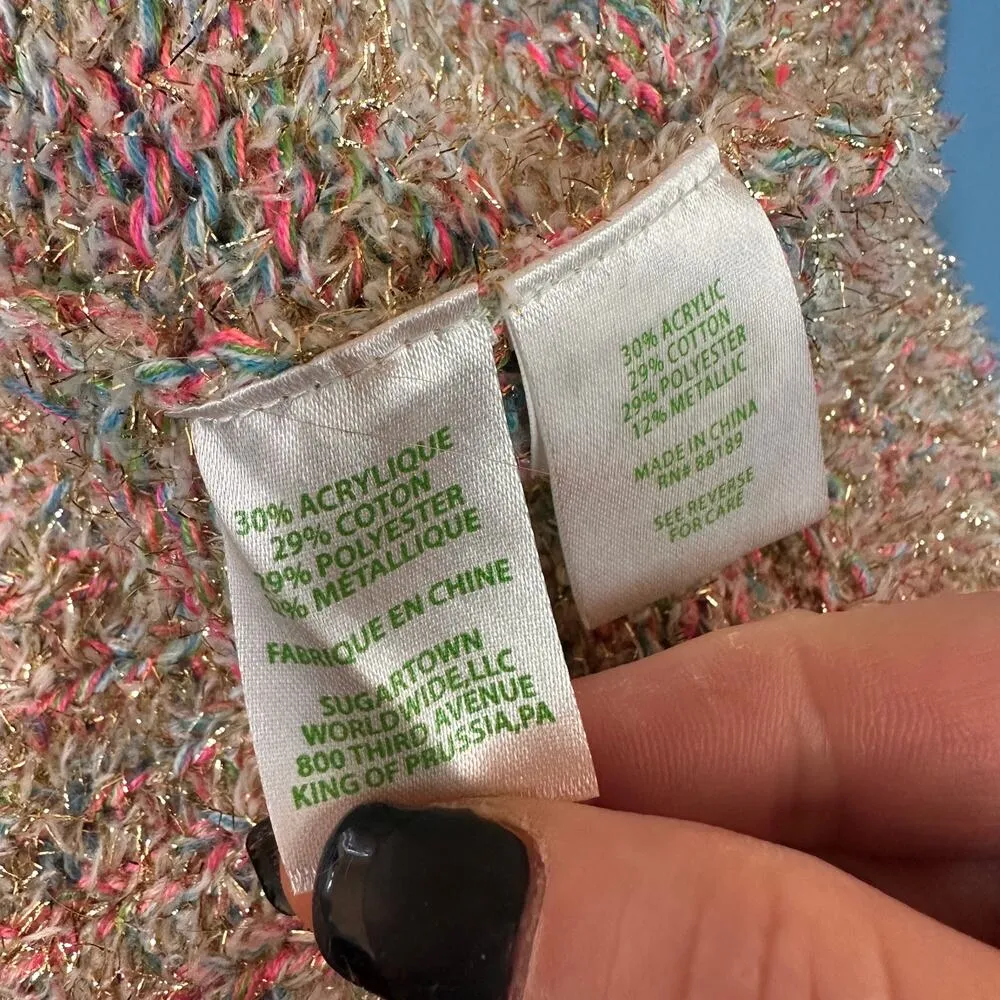 30% ACRYLIQUE
29% COTON
29% POLYESTER
% MÉTALLIQUE
FABRIQUE EN CHINE
SUGARTOWN
WORLDWIDE,LLC
800 THIRD AVENUE
KING OF PRUSSIA,PA
30% ACRYLIC
29% COTTON
29% POLYESTER
12% METALLIC
MADE IN CHINA
RN# 88189
SEE REVERSE
FOR CARE